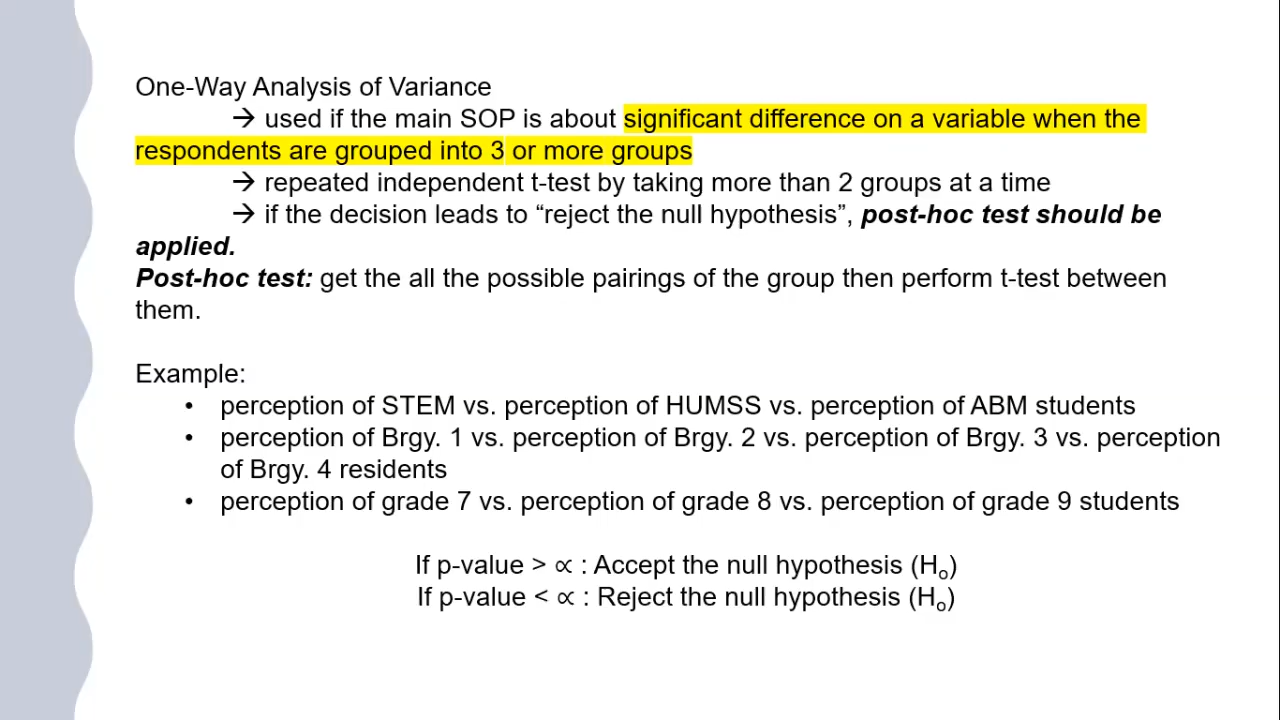 One-Way Analysis of Variance
→ used if the main SOP is about significant difference on a variable when the
respondents are grouped into 3 or more groups
→ repeated independent t-test by taking more than 2 groups at a time
→ if the decision leads to “reject the null hypothesis”, post-hoc test should be
applied.
Post-hoc test: get the all the possible pairings of the group then perform t-test between
them.
Example:
• perception of STEM vs. perception of HUMSS vs. perception of ABM students
• perception of Brgy. 1 vs. perception of Brgy. 2 vs. perception of Brgy. 3 vs. perception
of Brgy. 4 residents
• perception of grade 7 vs. perception of grade 8 vs. perception of grade 9 students
If p-value > ∝ : Accept the null hypothesis (Hₒ)
If p-value < ∝ : Reject the null hypothesis (Hₒ)